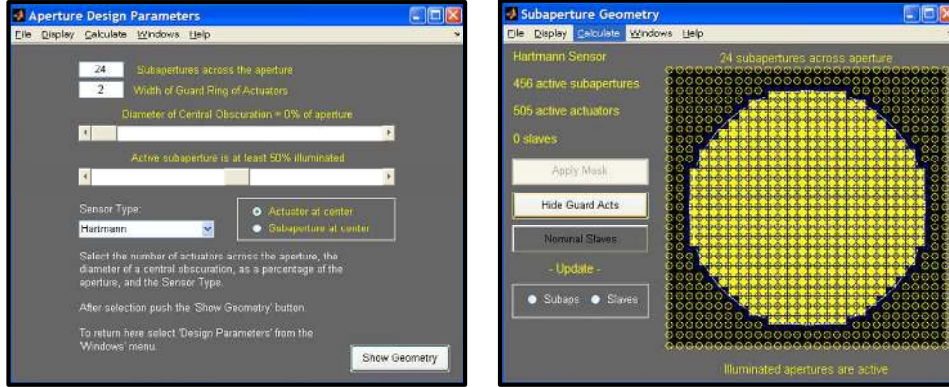 Aperture Design Parameters
File Display Calculate Windows Help
24 Subapertures across the aperture
2 Width of Guard Ring of Actuators
Diameter of Central Obscuration = 0% of aperture
Active subaperture is at least 50% illuminated
Sensor Type:
Hartmann
Actuator at center
Subaperture at center
Select the number of actuators across the aperture, the
diameter of a central obscuration, as a percentage of the
aperture, and the Sensor Type.
After selection push the 'Show Geometry' button.
To return here select 'Design Parameters' from the
'Windows' menu.
Show Geometry
Subaperture Geometry
File Display Calculate Windows Help
Hartmann Sensor
24 subapertures across aperture
456 active subapertures
505 active actuators
0 slaves
Apply Mask
Hide Guard Acts
Nominal Slaves
- Update -
Subaps Slaves
Illuminated apertures are active